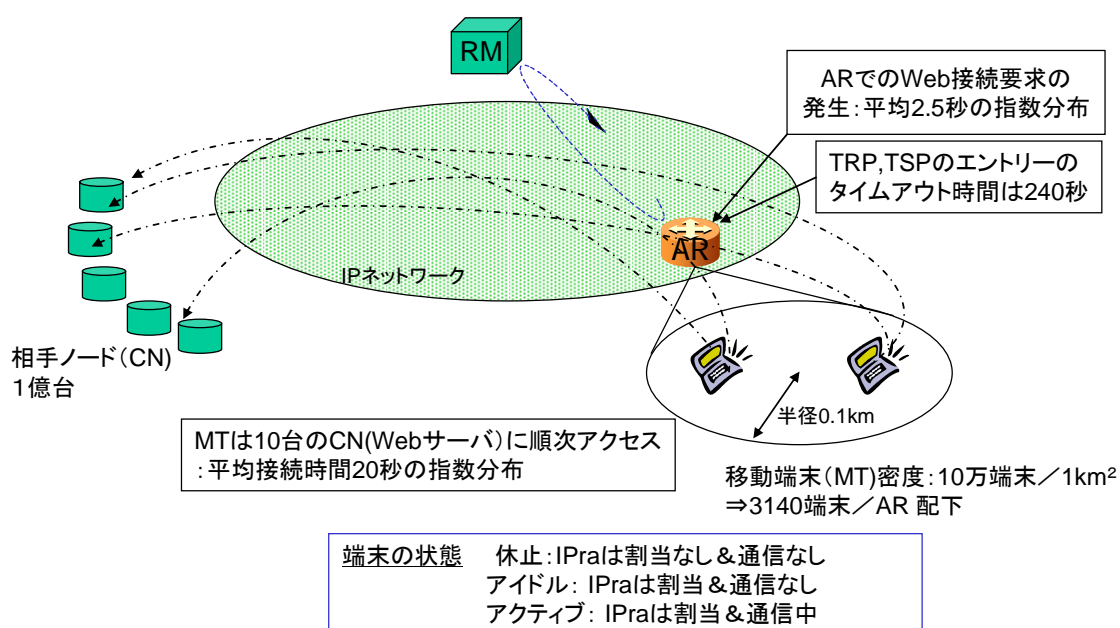 RM
ARでのWeb接続要求の
発生:平均2.5秒の指数分布
TRP,TSPのエントリーの
タイムアウト時間は240秒
AR
IPネットワーク
相手ノード(CN)
1億台
半径0.1km
MTは10台のCN(Webサーバ)に順次アクセス
:平均接続時間20秒の指数分布
移動端末(MT)密度:10万端末/1km²
⇒3140端末/AR 配下
端末の状態 休止:IPraは割当なし&通信なし
アイドル: IPraは割当&通信なし
アクティブ: IPraは割当&通信中